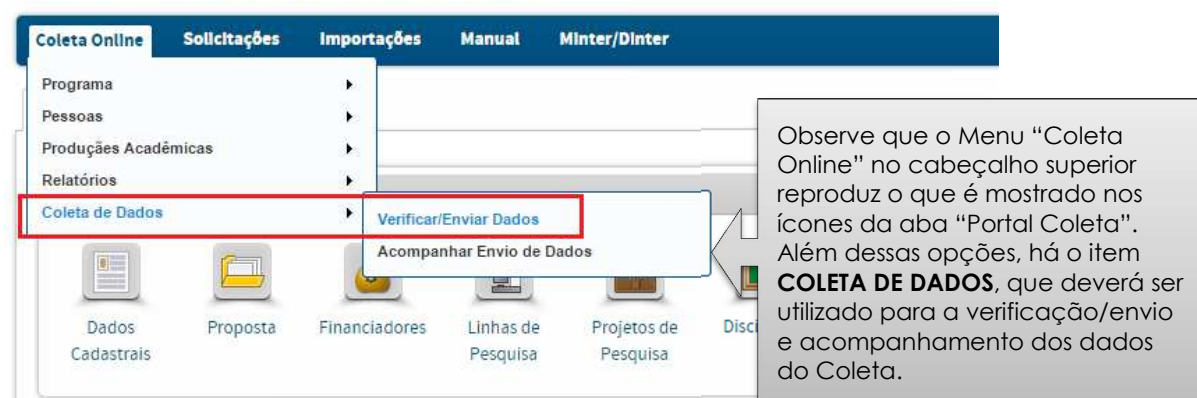 Coleta Online Solicitações Importações Manual Minter/Dinter
Programa
Pessoas
Produções Acadêmicas
Relatórios
Coleta de Dados
Verificar/Enviar Dados
Acompanhar Envio de Dados
Dados
Cadastrais
Proposta
Financiadores
Linhas de
Pesquisa
Projetos de
Pesquisa
Disci
Observe que o Menu “Coleta
Online” no cabeçalho superior
reproduz o que é mostrado nos
ícones da aba “Portal Coleta”.
Além dessas opções, há o item
COLETA DE DADOS, que deverá ser
utilizado para a verificação/envio
e acompanhamento dos dados
do Coleta.